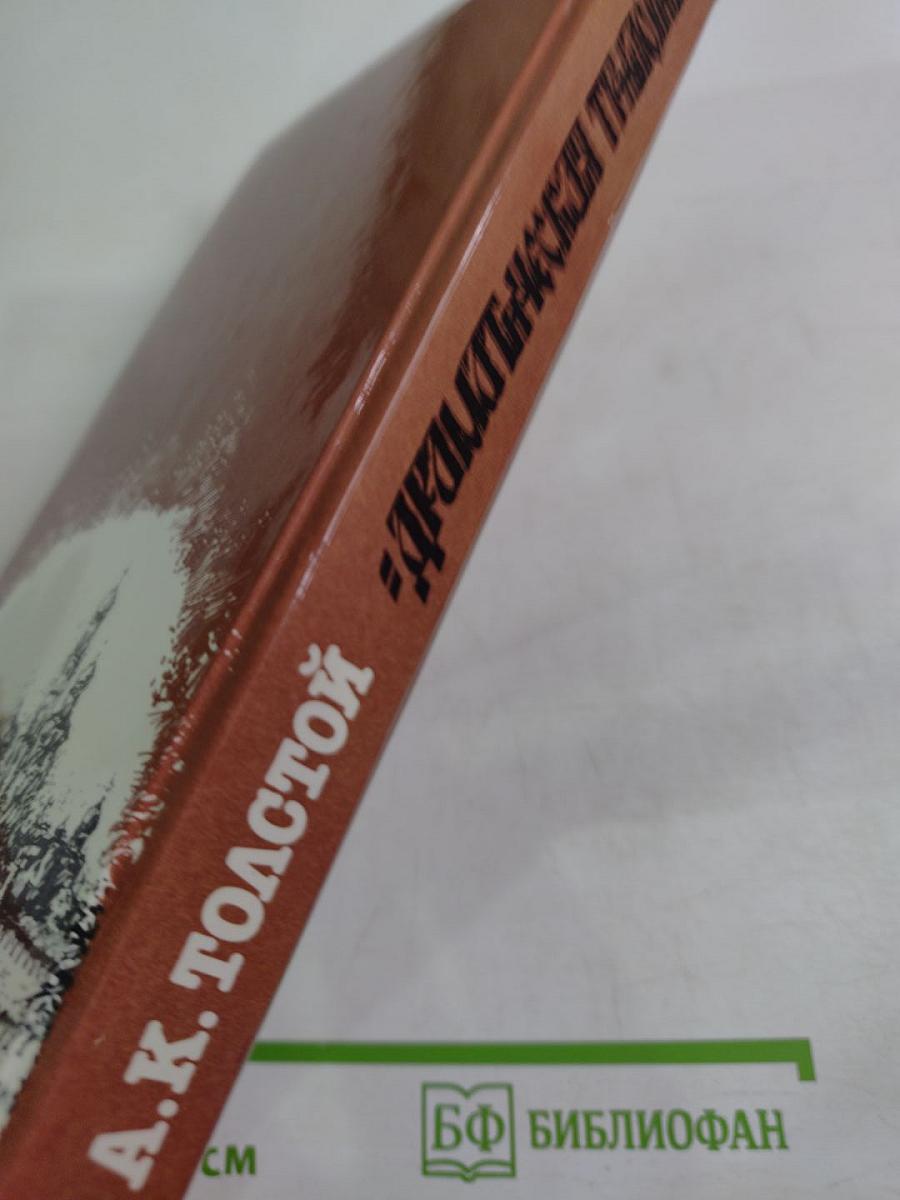 А.К. ТОЛСТОЙ
"Драматическая трилогия
СМ
БФ БИБЛИОФАН